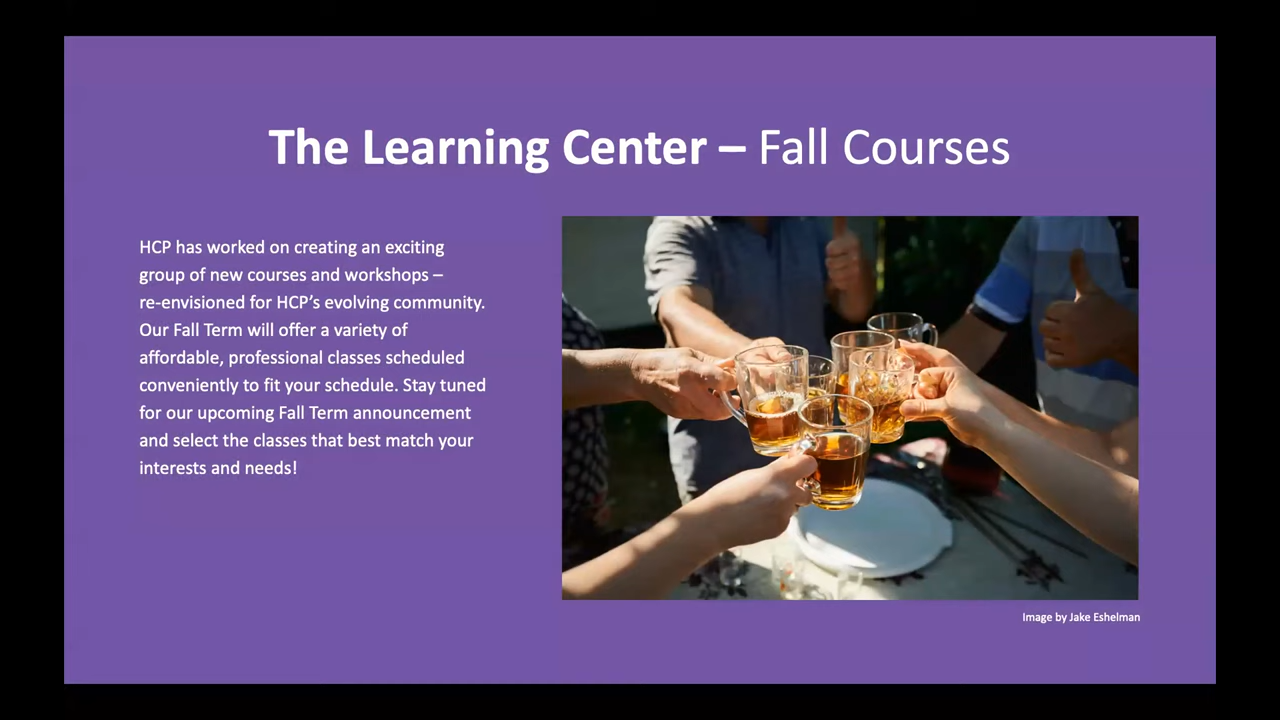 The Learning Center – Fall Courses
HCP has worked on creating an exciting
group of new courses and workshops –
re-envisioned for HCP’s evolving community.
Our Fall Term will offer a variety of
affordable, professional classes scheduled
conveniently to fit your schedule. Stay tuned
for our upcoming Fall Term announcement
and select the classes that best match your
interests and needs!
Image by Jake Eshelman